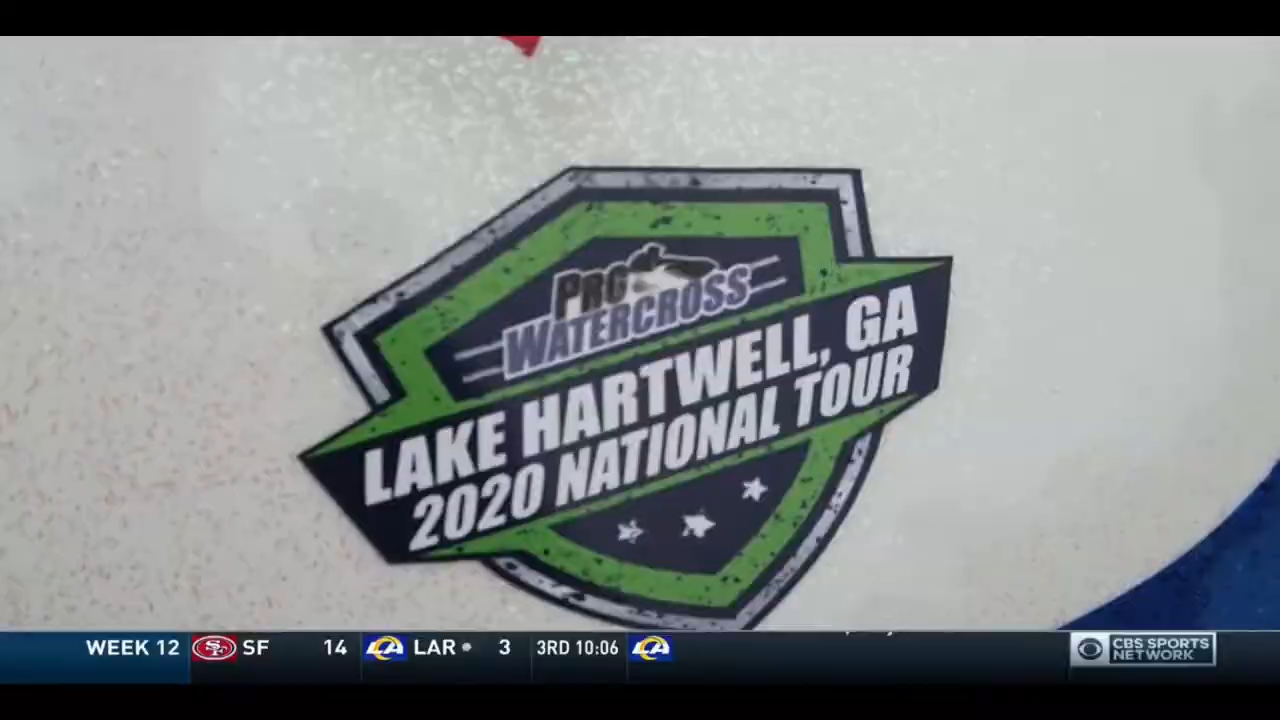 PRO
WATERCROSS
LAKE HARTWELL, GA
2020 NATIONAL TOUR
WEEK 12 SF 14 LAR 3 3RD 10:06
CBS SPORTS
NETWORK